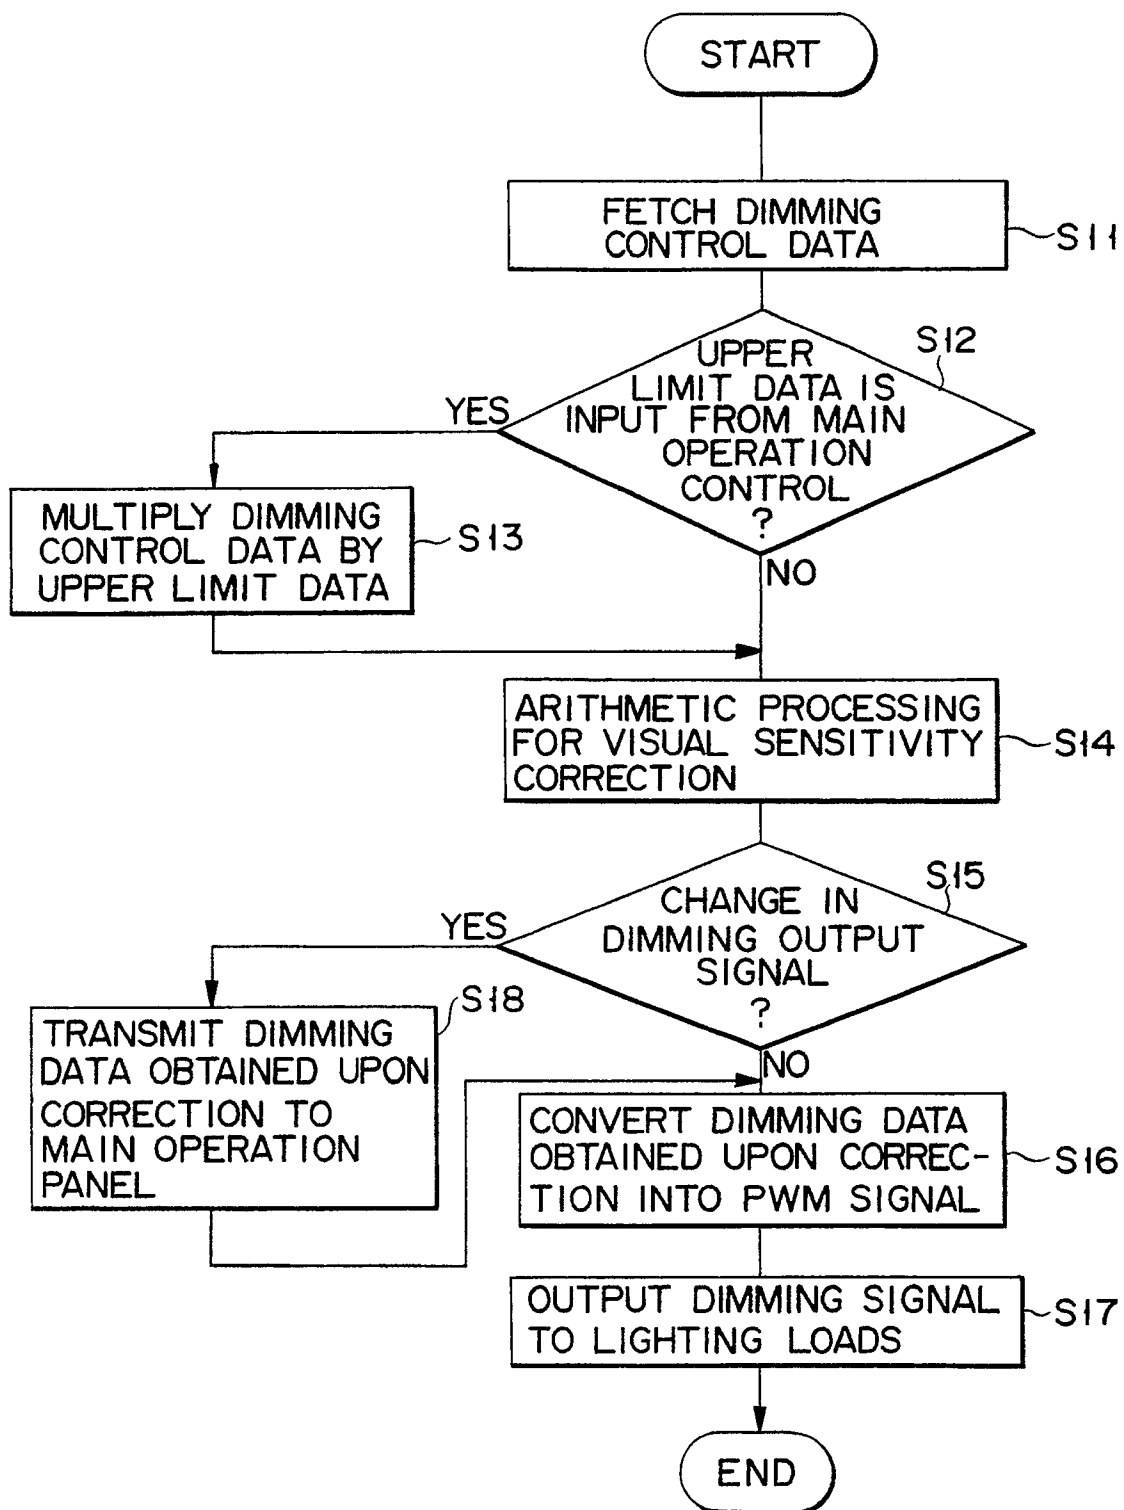 START
FETCH DIMMING
CONTROL DATA
S11
UPPER
LIMIT DATA IS
INPUT FROM MAIN
OPERATION
CONTROL
?
S12
YES
NO
MULTIPLY DIMMING
CONTROL DATA BY
UPPER LIMIT DATA
S13
ARITHMETIC PROCESSING
FOR VISUAL SENSITIVITY
CORRECTION
S14
CHANGE IN
DIMMING OUTPUT
SIGNAL
?
S15
YES
NO
TRANSMIT DIMMING
DATA OBTAINED UPON
CORRECTION TO
MAIN OPERATION
PANEL
S18
CONVERT DIMMING DATA
OBTAINED UPON CORREC-
TION INTO PWM SIGNAL
S16
OUTPUT DIMMING SIGNAL
TO LIGHTING LOADS
S17
END